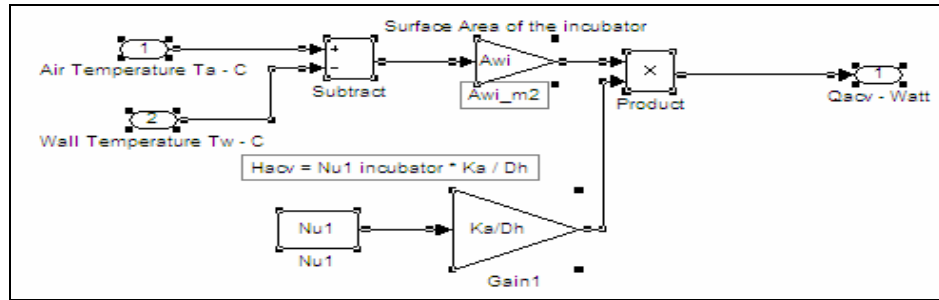 Surface Area of the incubator
1
Air Temperature Ta - C
+
−
Subtract
Awi
Awi_m2
×
Product
1
Qacv - Watt
2
Wall Temperature Tw - C
Hacv = Nu1 incubator * Ka / Dh
Nu1
Nu1
Ka/Dh
Gain1